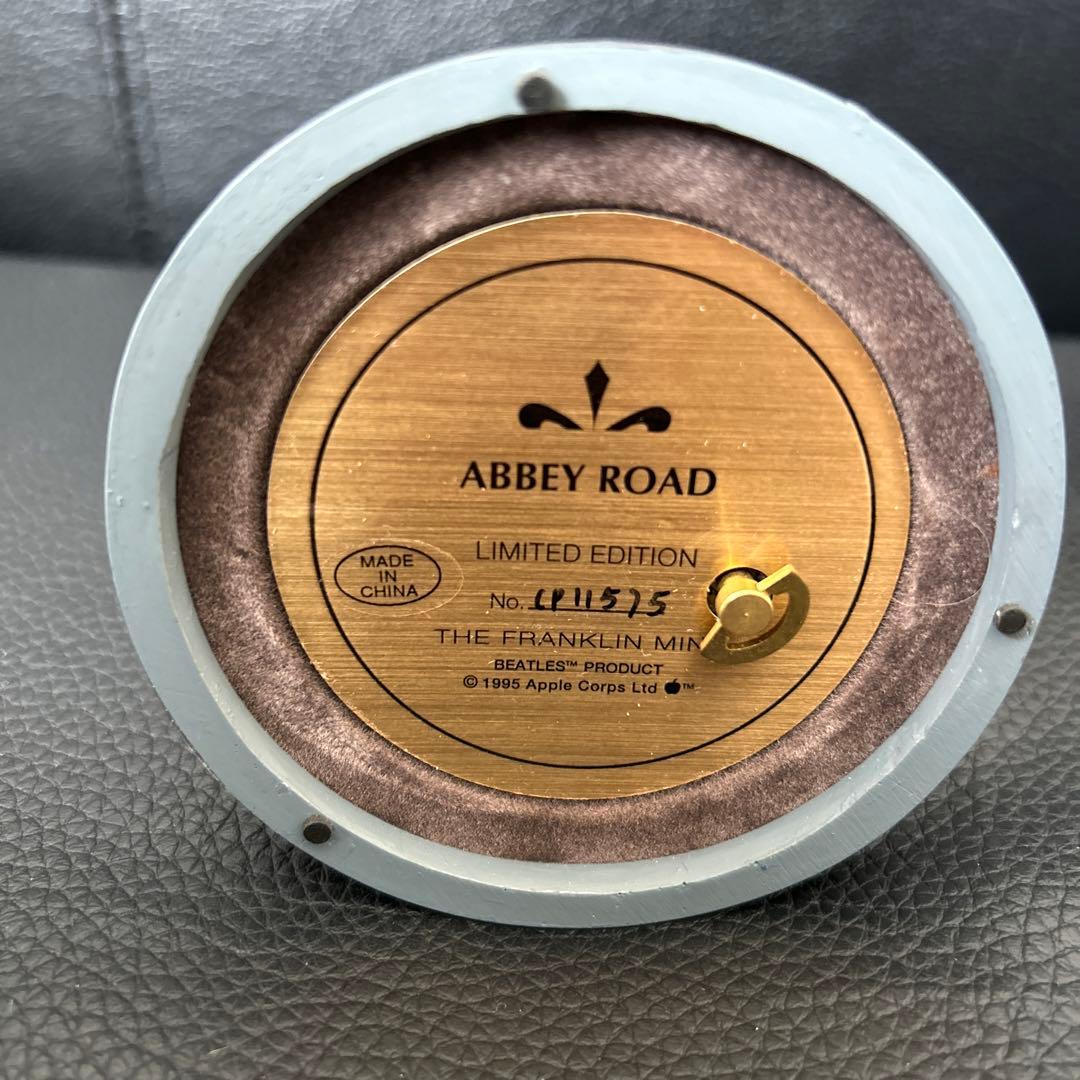 ABBEY ROAD
LIMITED EDITION
MADE
IN
CHINA
No.
THE FRANKLIN MIN
BEATLES™ PRODUCT
© 1995 Apple Corps Ltd ™